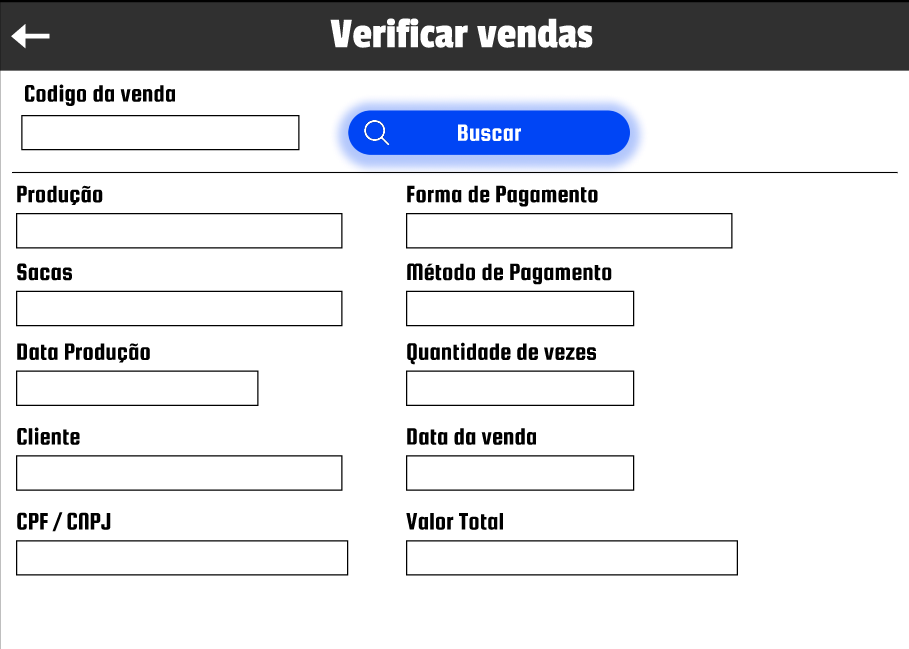 Verificar vendas
Codigo da venda
Buscar
Produção
Forma de Pagamento
Sacas
Método de Pagamento
Data Produção
Quantidade de vezes
Cliente
Data da venda
CPF / CNPJ
Valor Total